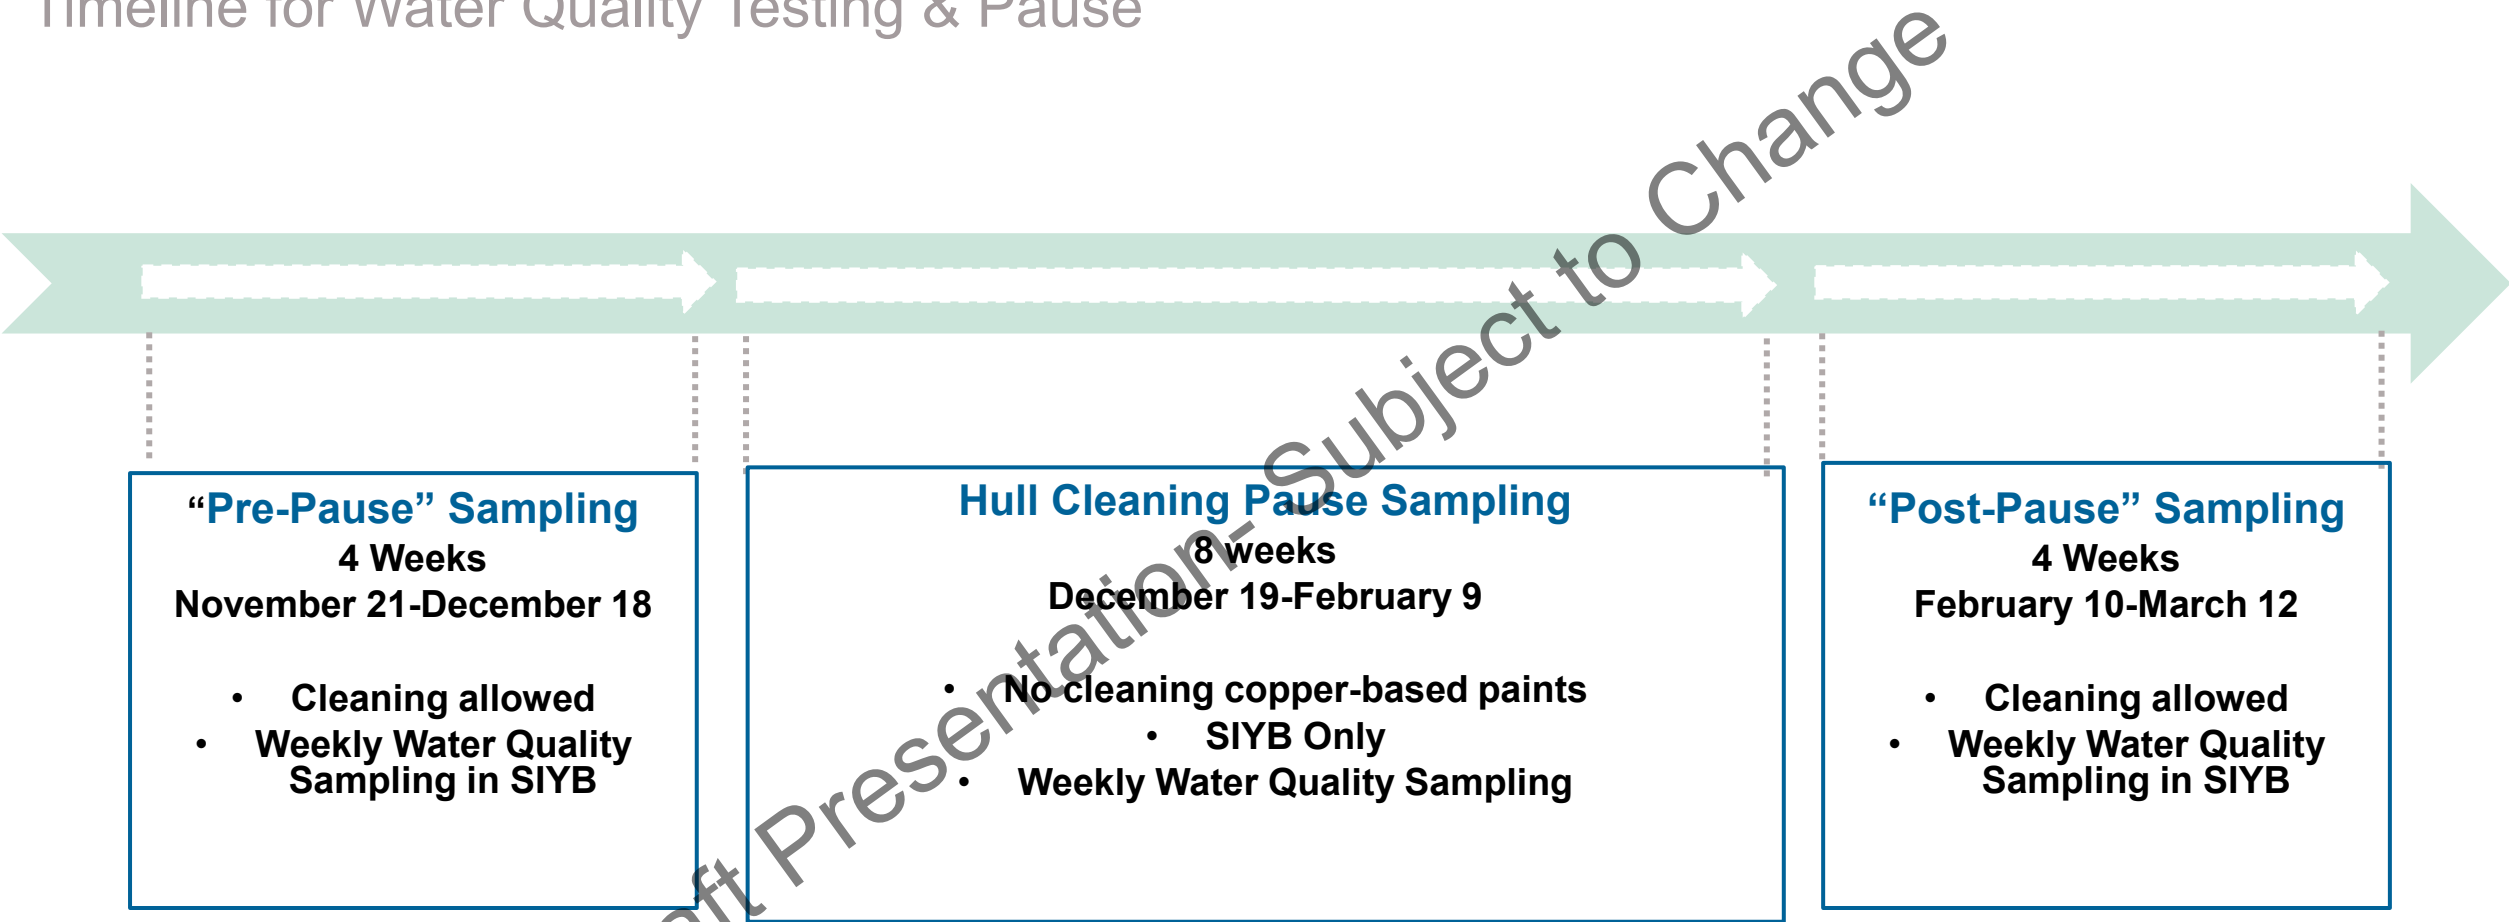 Timeline for Water Quality Testing & Pause
“Pre-Pause” Sampling
4 Weeks
November 21-December 18
• Cleaning allowed
• Weekly Water Quality
Sampling in SIYB
Hull Cleaning Pause Sampling
8 weeks
December 19-February 9
• No cleaning copper-based paints
• SIYB Only
• Weekly Water Quality Sampling
“Post-Pause” Sampling
4 Weeks
February 10-March 12
• Cleaning allowed
• Weekly Water Quality
Sampling in SIYB
aft Presentation- Subject to Change